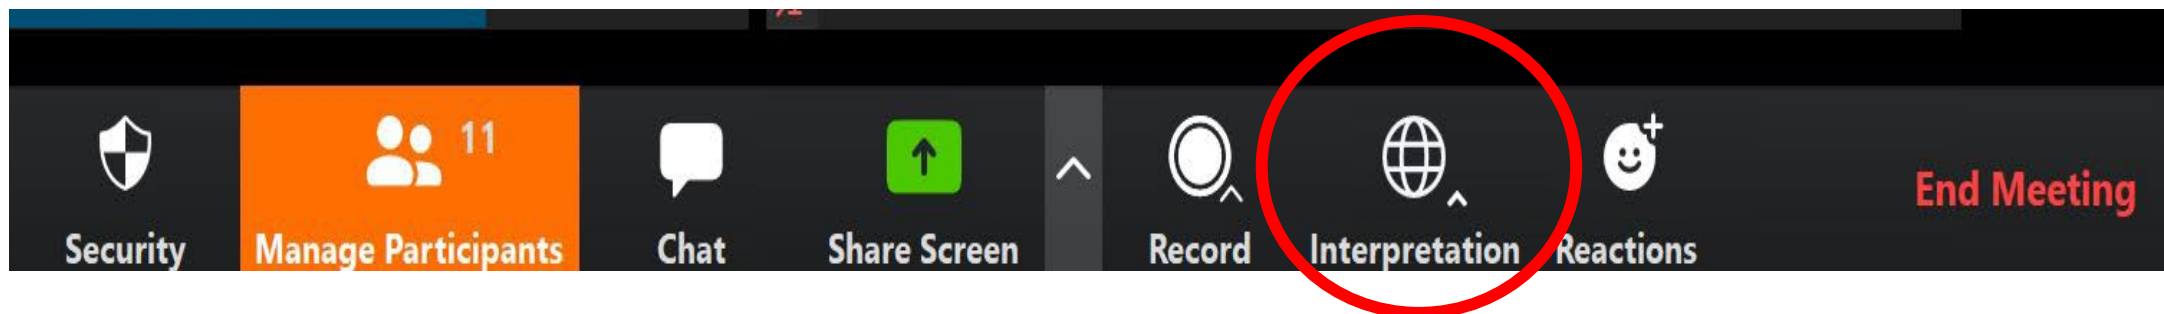 11
Security
Manage Participants
Chat
Share Screen
Record
Interpretation
Reactions
End Meeting